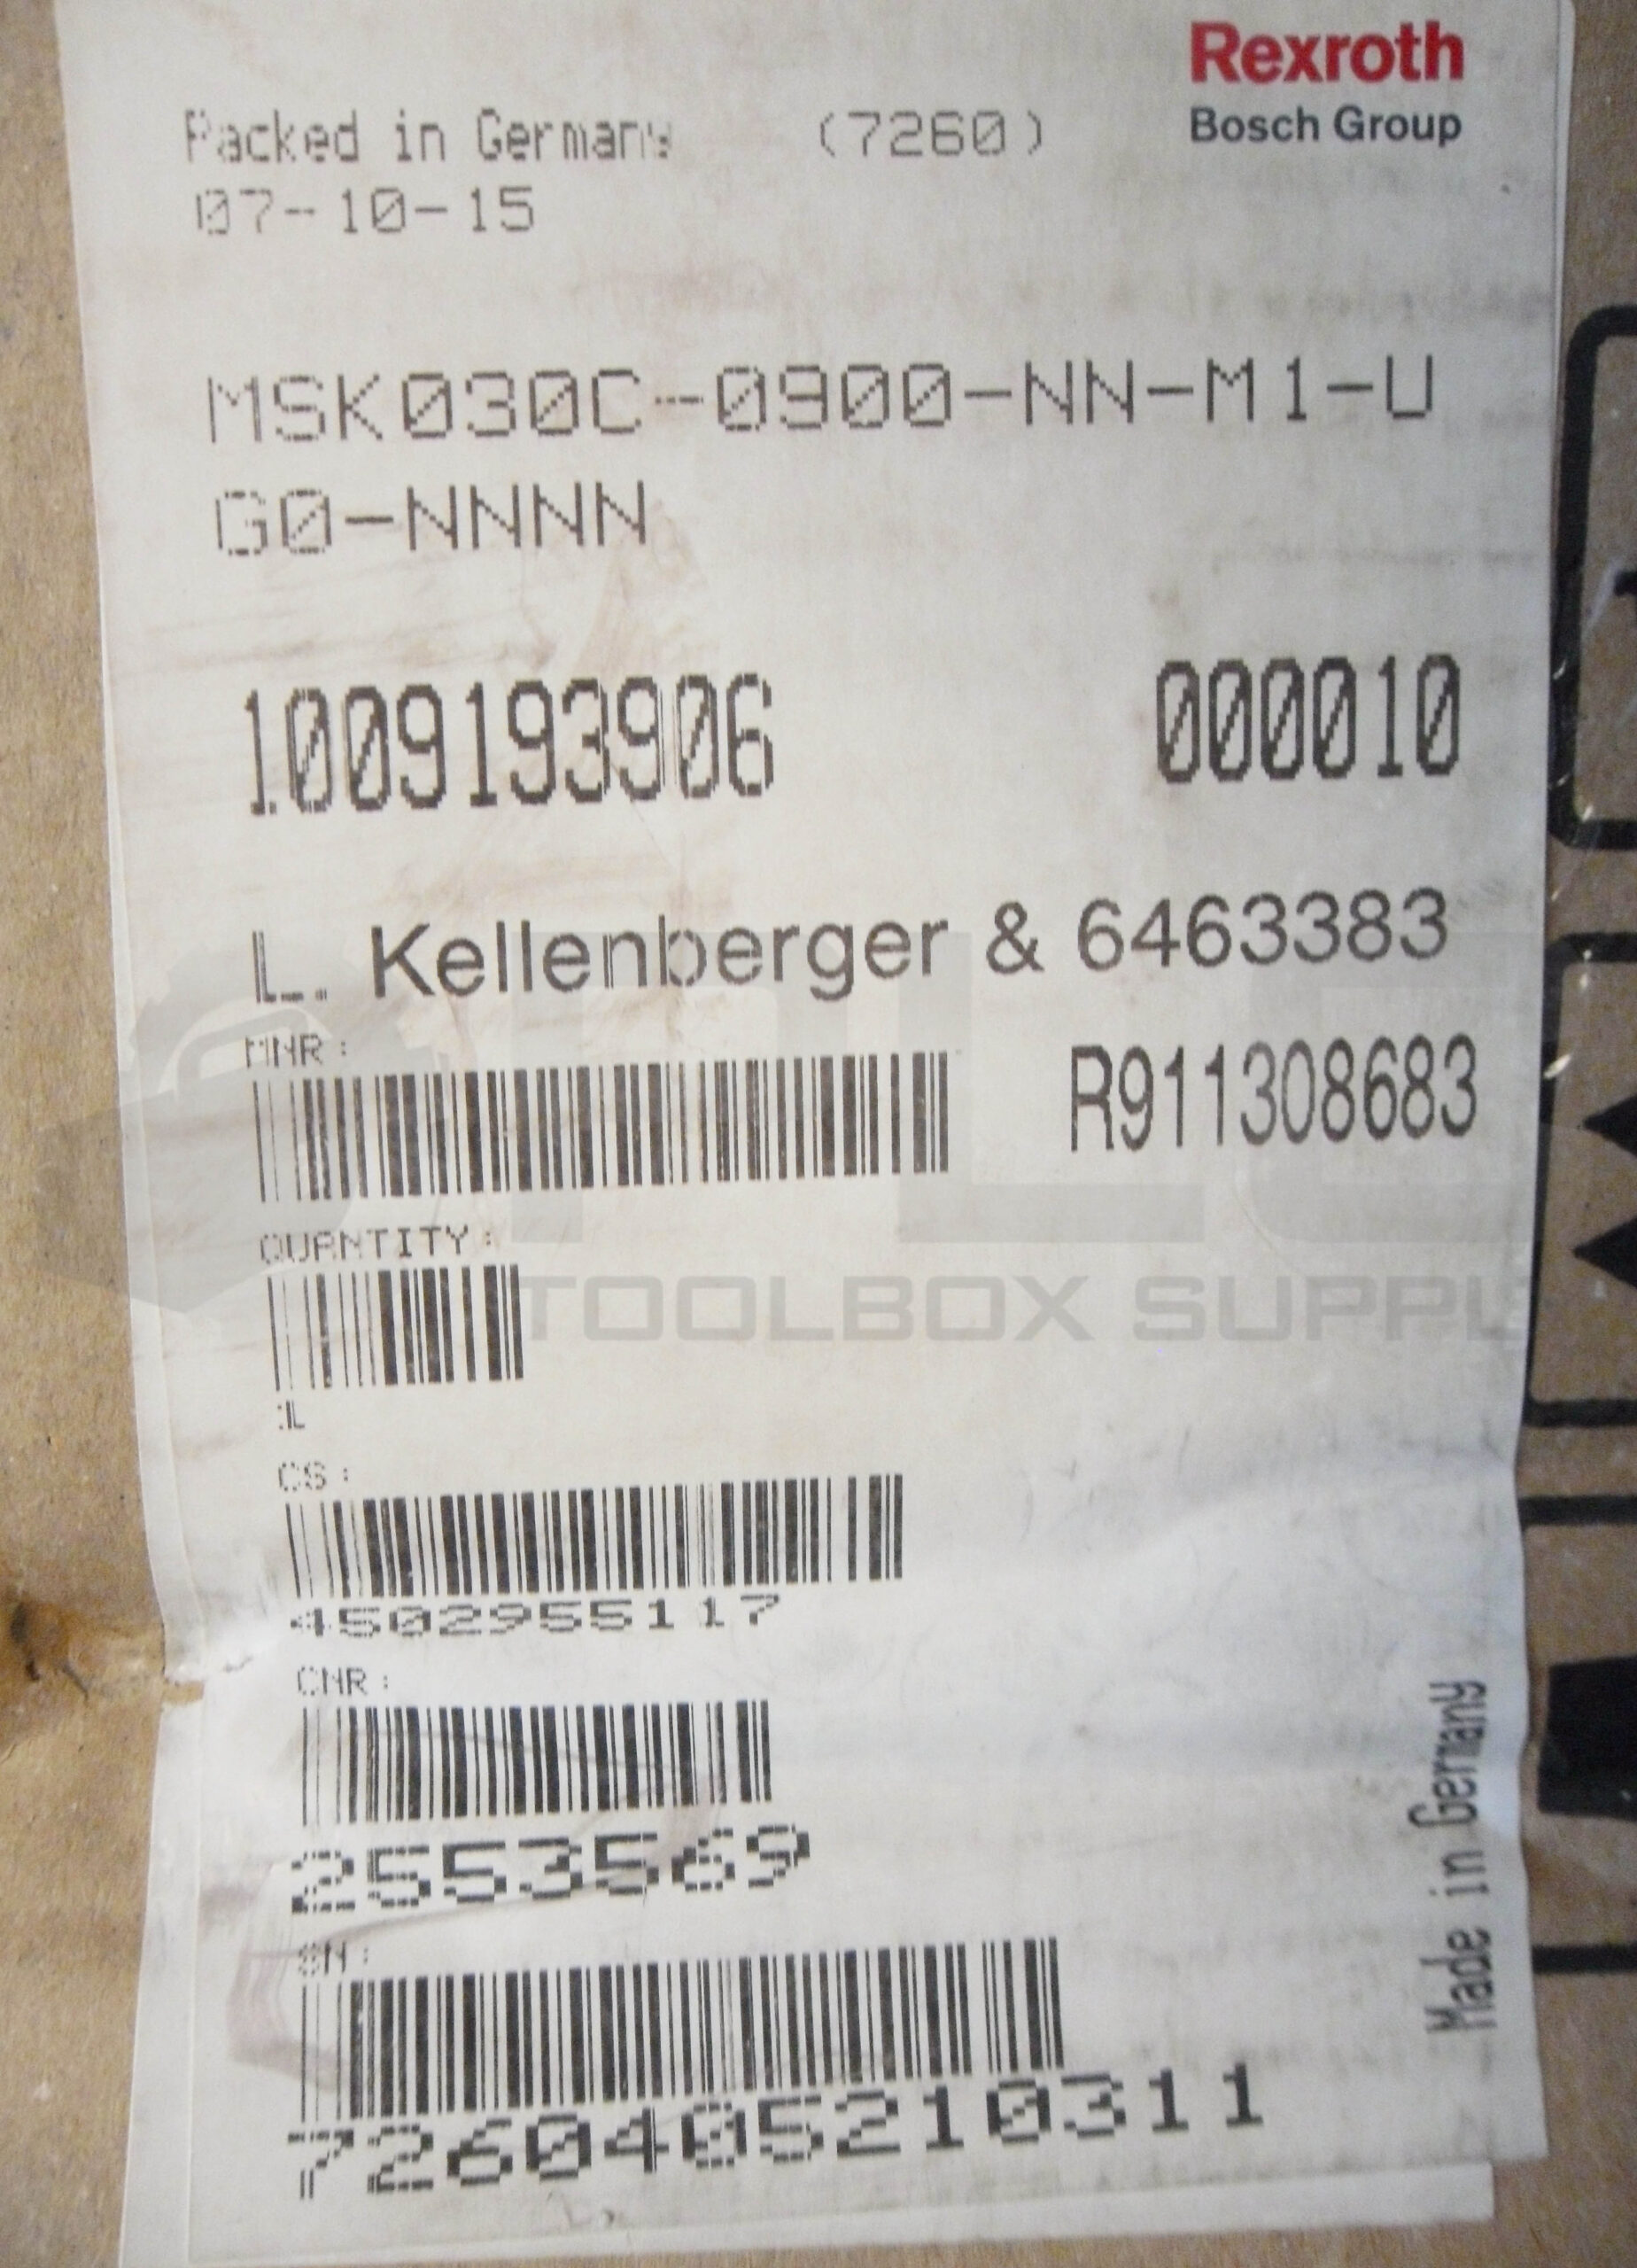 Rexroth
Bosch Group
Packed in Germany (7260)
07-10-15
MSK030C-0900-NN-M1-U
G0-NNNN
1009193906 000010
L. Kellenberger & 6463383
MNR: R911308683
QUANTITY:
1
CS:
4502955117
CNR:
2553569
SN:
7260405210311
Made in Germany
TOOLBOX SUPPL